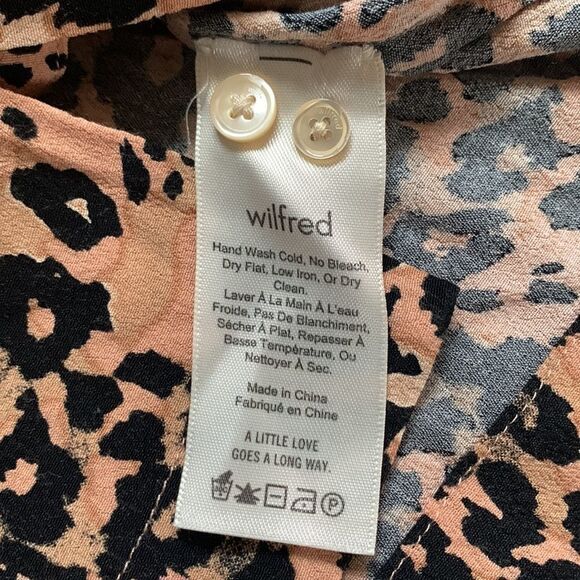 wilfred
Hand Wash Cold, No Bleach,
Dry Flat, Low Iron, Or Dry
Clean.
Laver À La Main À L'eau
Froide, Pas De Blanchiment,
Sécher À Plat, Repasser À
Basse Température, Ou
Nettoyer À Sec.
Made in China
Fabriqué en Chine
A LITTLE LOVE
GOES A LONG WAY.
P